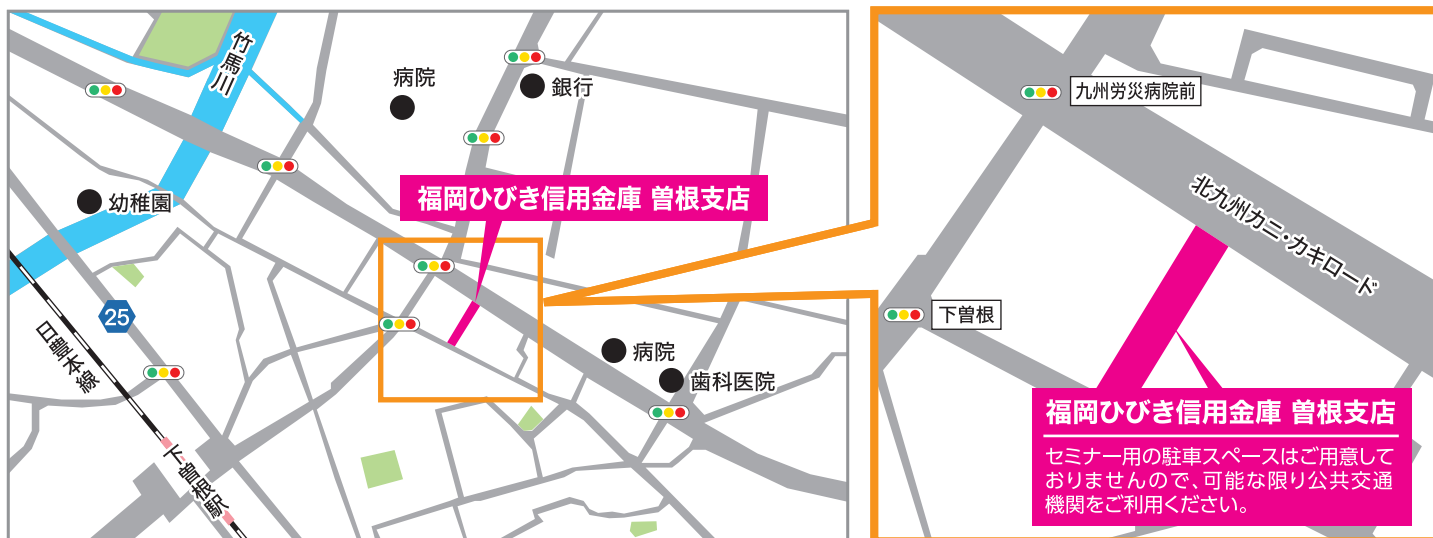 竹馬川
病院
銀行
幼稚園
福岡ひびき信用金庫 曽根支店
25
日豊本線
下曽根駅
病院
歯科医院
九州労災病院前
北九州カニ・カキロード
下曽根
福岡ひびき信用金庫 曽根支店
セミナー用の駐車スペースはご用意して
おりませんので、可能な限り公共交通
機関をご利用ください。